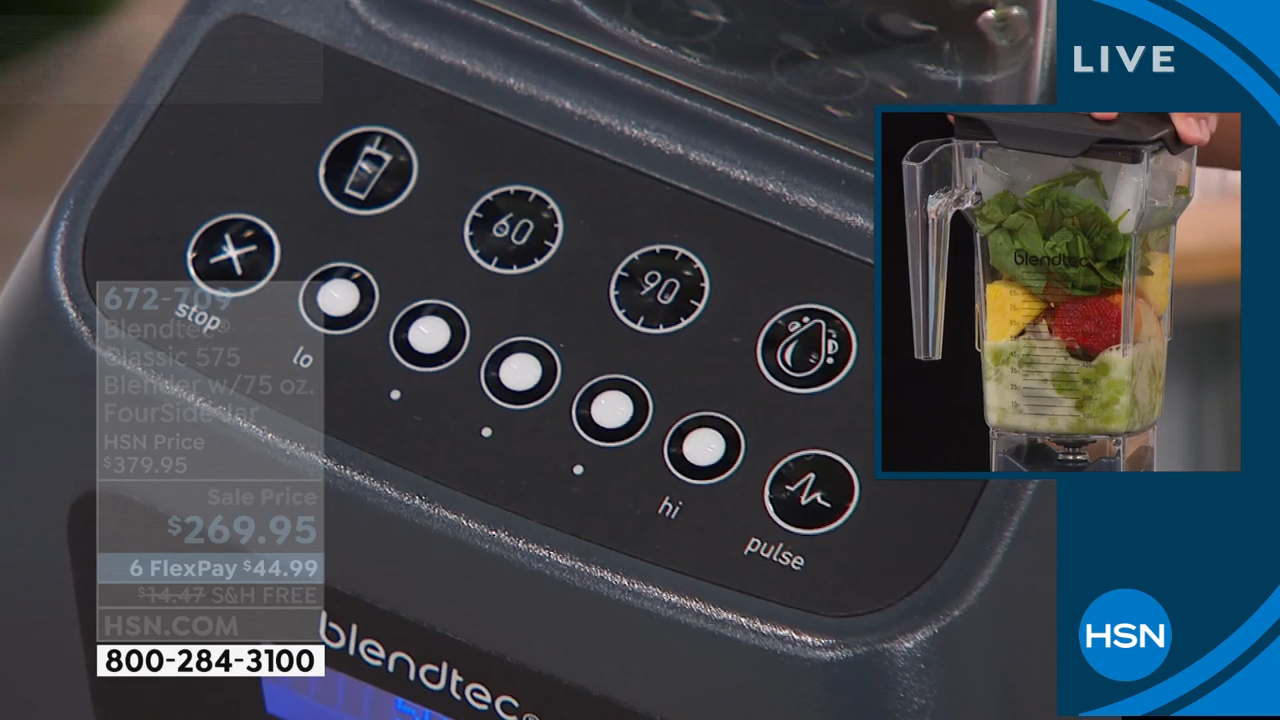 LIVE
60
90
stop
lo
hi
pulse
blendtec
672-709
Blendtec®
Classic 575
Blender w/75 oz.
FourSide Jar
HSN Price
$379.95
Sale Price
$269.95
6 FlexPay $44.99
$14.47 S&H FREE
HSN.COM
800-284-3100
blendtec®
HSN